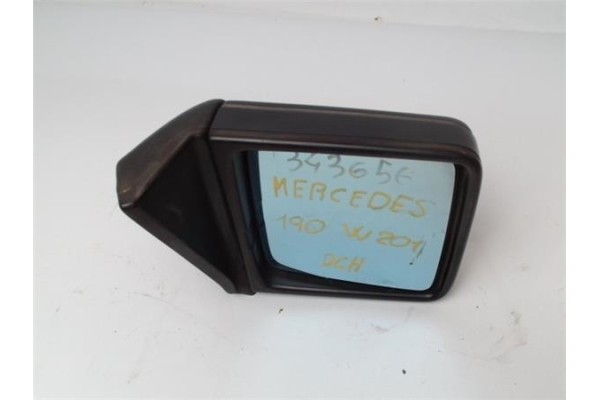 343656
MERCEDES
190 W201
DCH